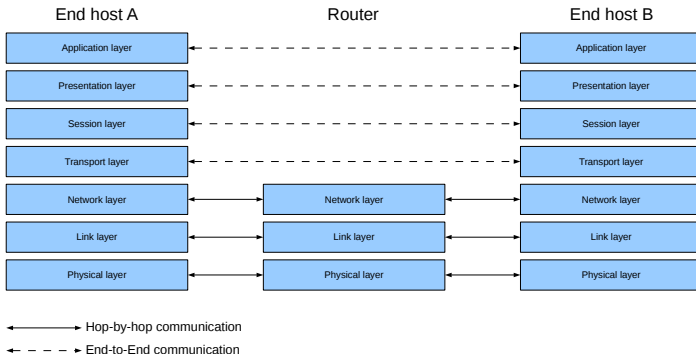 End host A Router End host B
Application layer Application layer
Presentation layer Presentation layer
Session layer Session layer
Transport layer Transport layer
Network layer Network layer Network layer
Link layer Link layer Link layer
Physical layer Physical layer Physical layer
Hop-by-hop communication
End-to-End communication